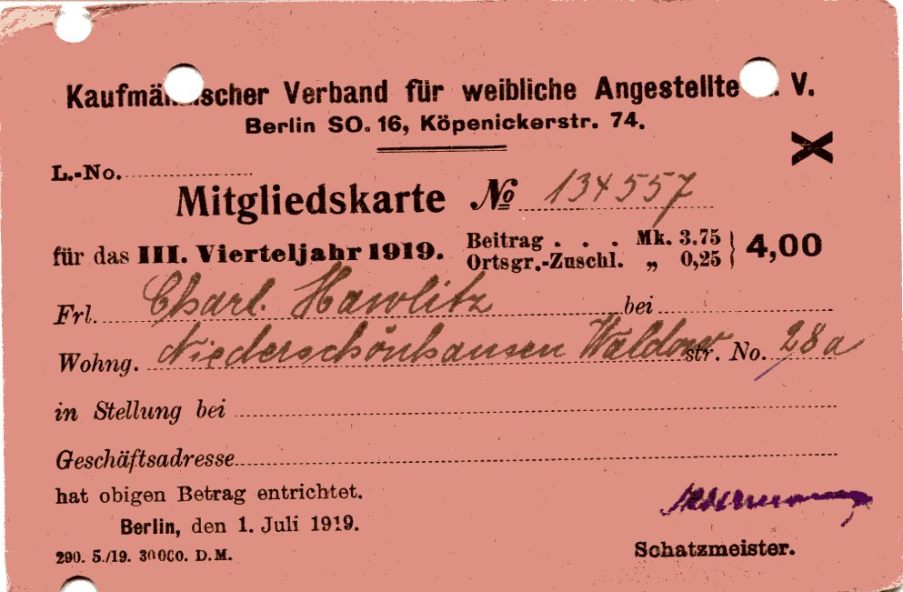 Kaufmännischer Verband für weibliche Angestellte E. V.
Berlin SO. 16, Köpenickerstr. 74.
L.-No.
Mitgliedskarte No 134557
für das III. Vierteljahr 1919. Beitrag . . . Mk. 3.75 } 4,00
Ortsgr.-Zuschl. „ 0,25
Frl. Charl. Hawlitz bei
Wohng. Niederschönhausen Waldow str. No. 28a
in Stellung bei
Geschäftsadresse
hat obigen Betrag entrichtet.
Berlin, den 1. Juli 1919.
290. 5./19. 30000. D.M.
Schatzmeister.